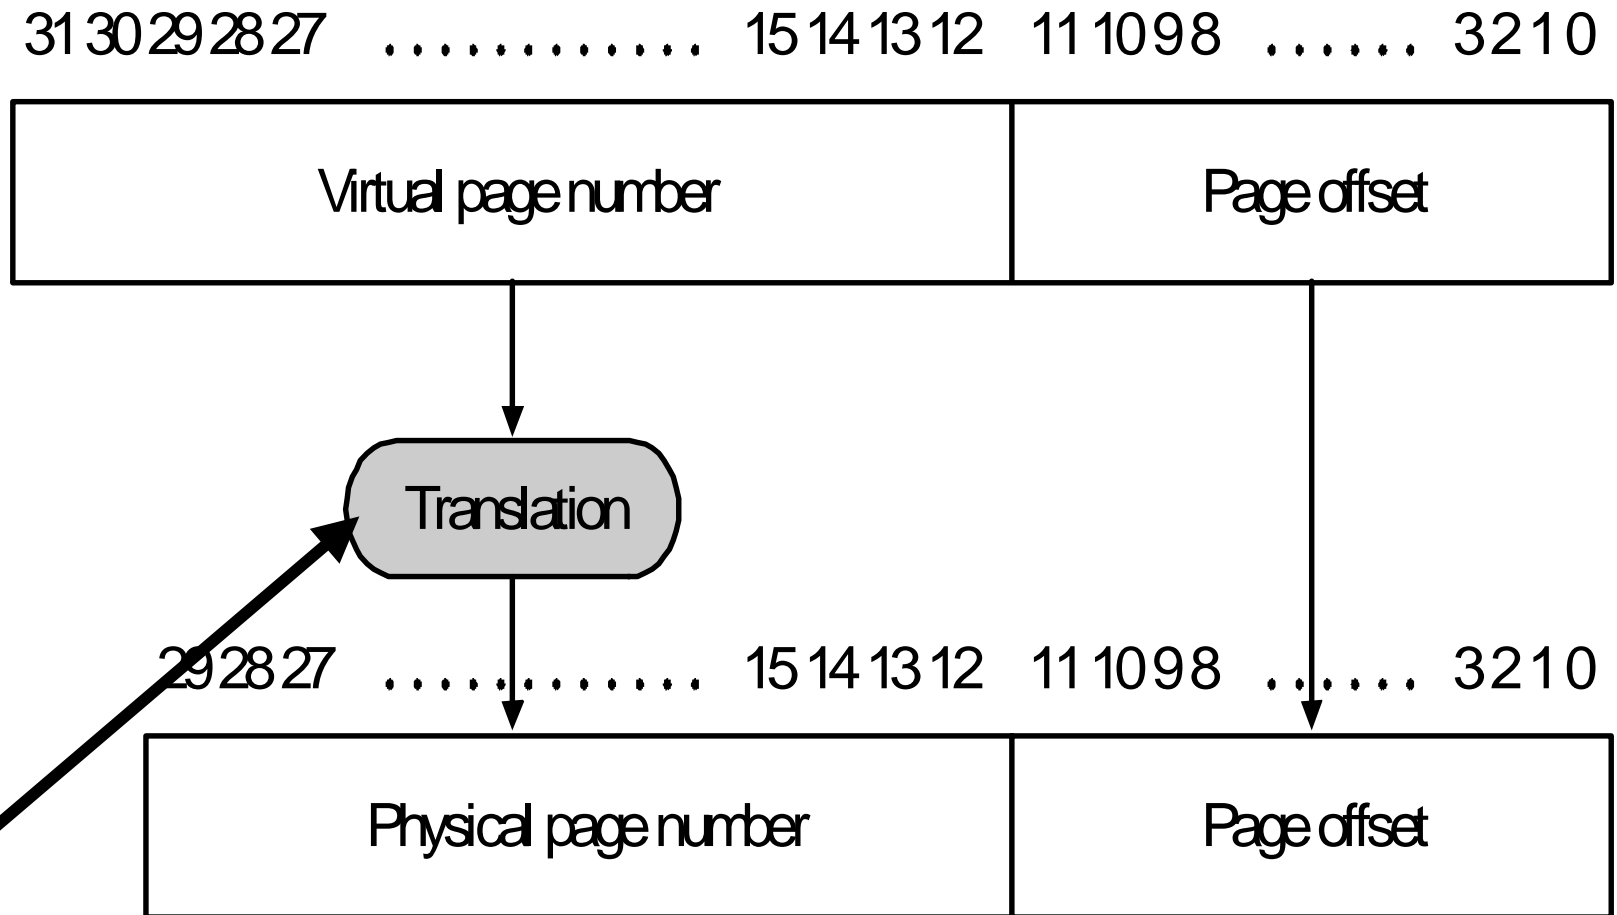 31 30 29 28 27 ............ 15 14 13 12 11 10 9 8 ...... 3 2 1 0
Virtual page number Page offset
Translation
29 28 27 ............ 15 14 13 12 11 10 9 8 ...... 3 2 1 0
Physical page number Page offset